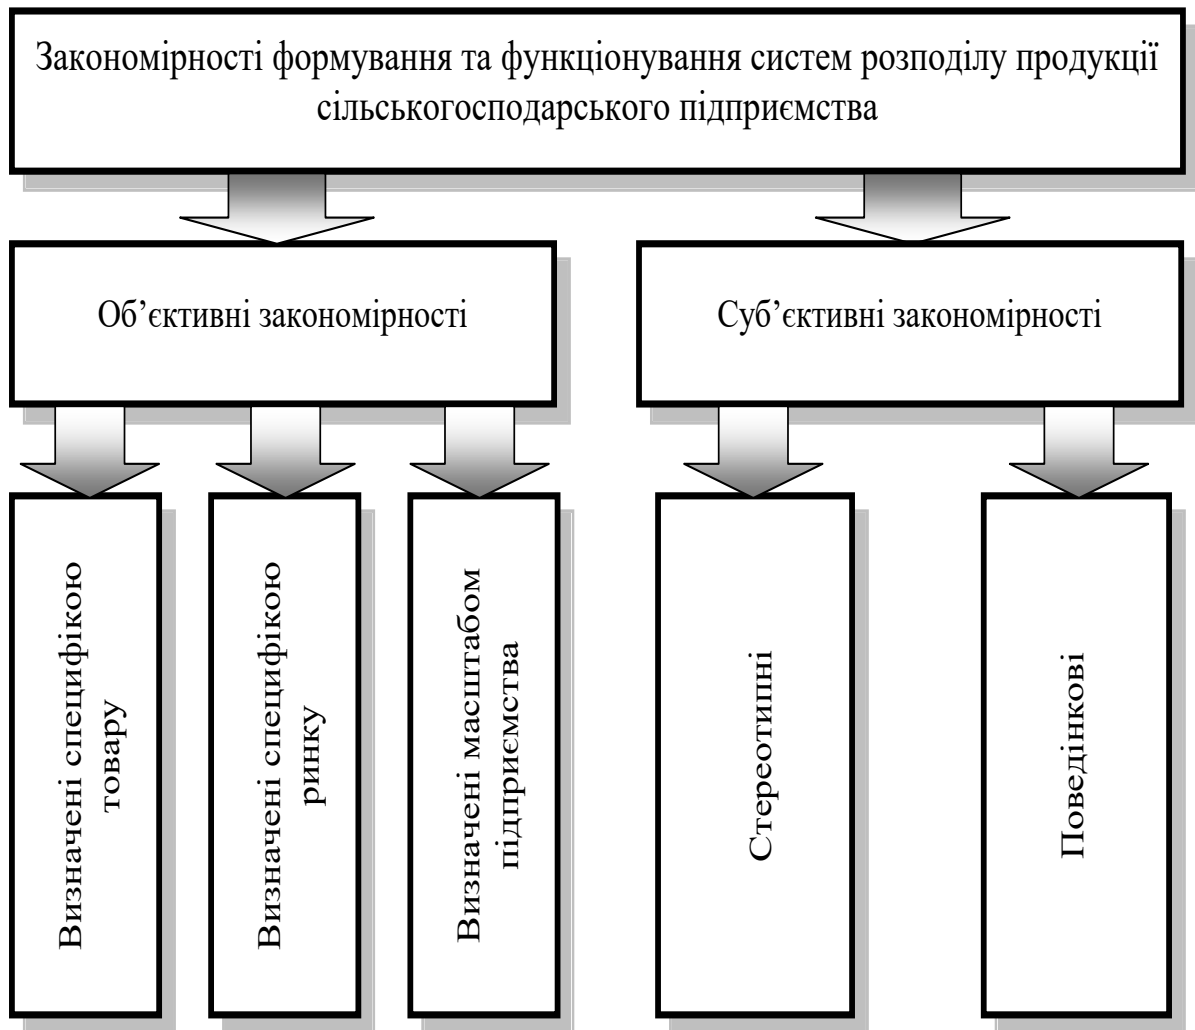 Закономірності формування та функціонування систем розподілу продукції
сільськогосподарського підприємства
Об’єктивні закономірності
Суб’єктивні закономірності
Визначені специфікою
товару
Визначені специфікою
ринку
Визначені масштабом
підприємства
Стереотипні
Поведінкові